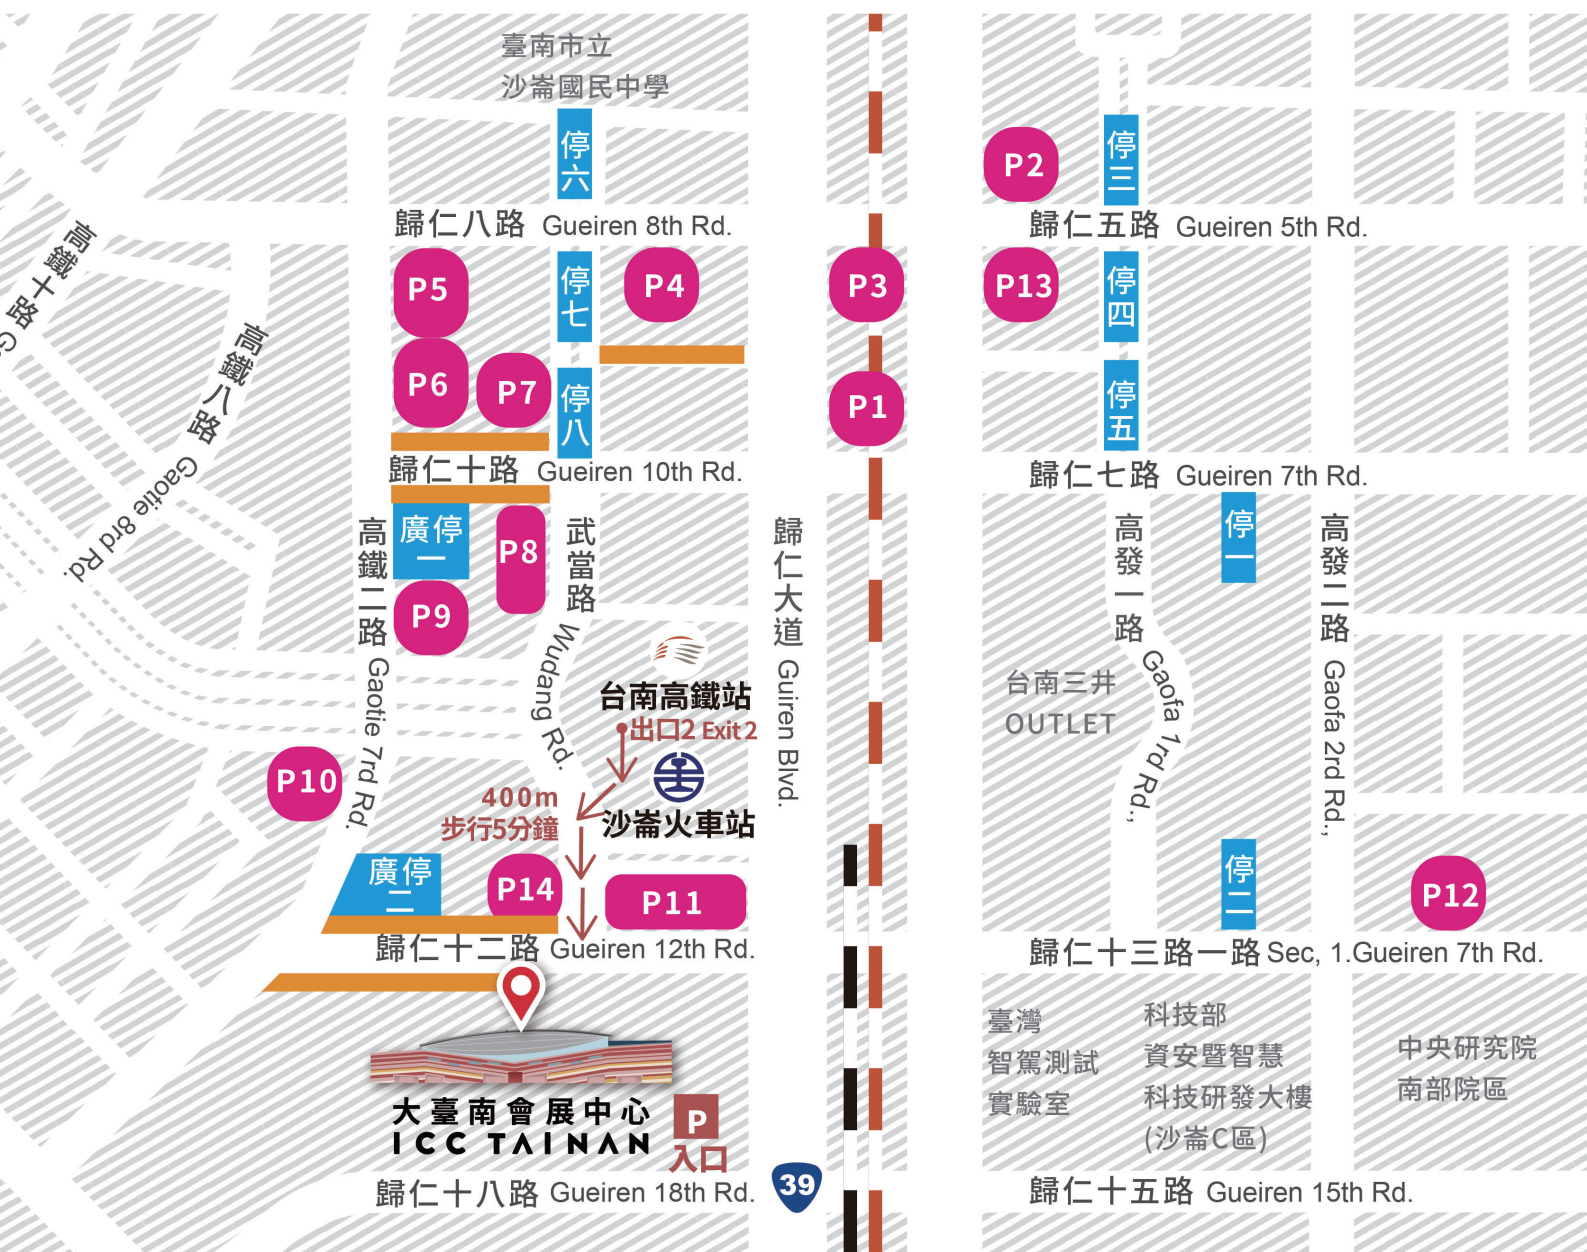 臺南市立
沙崙國民中學
停六
停三
P2
歸仁八路 Gueiren 8th Rd.
歸仁五路 Gueiren 5th Rd.
高鐵十路 Ga
P5
停七
P4
P3
P13
停四
高鐵八路 Gaotie 8rd Rd.
P6
P7
停八
P1
停五
歸仁十路 Gueiren 10th Rd.
歸仁七路 Gueiren 7th Rd.
廣停一
P8
P9
高鐵二路 Gaotie 7rd Rd.
武當路 Wudang Rd.
歸仁大道 Guiren Blvd.
高發一路 Gaofa 1rd Rd.,
停一
高發二路 Gaofa 2rd Rd.,
台南高鐵站
出口2 Exit 2
台南三井
OUTLET
P10
400m
步行5分鐘
沙崙火車站
廣停二
P14
P11
停二
P12
歸仁十二路 Gueiren 12th Rd.
歸仁十三路一路 Sec, 1.Gueiren 7th Rd.
臺灣
智駕測試
實驗室
科技部
資安暨智慧
科技研發大樓
(沙崙C區)
中央研究院
南部院區
大臺南會展中心
ICC TAINAN
P
入口
39
歸仁十八路 Gueiren 18th Rd.
歸仁十五路 Gueiren 15th Rd.